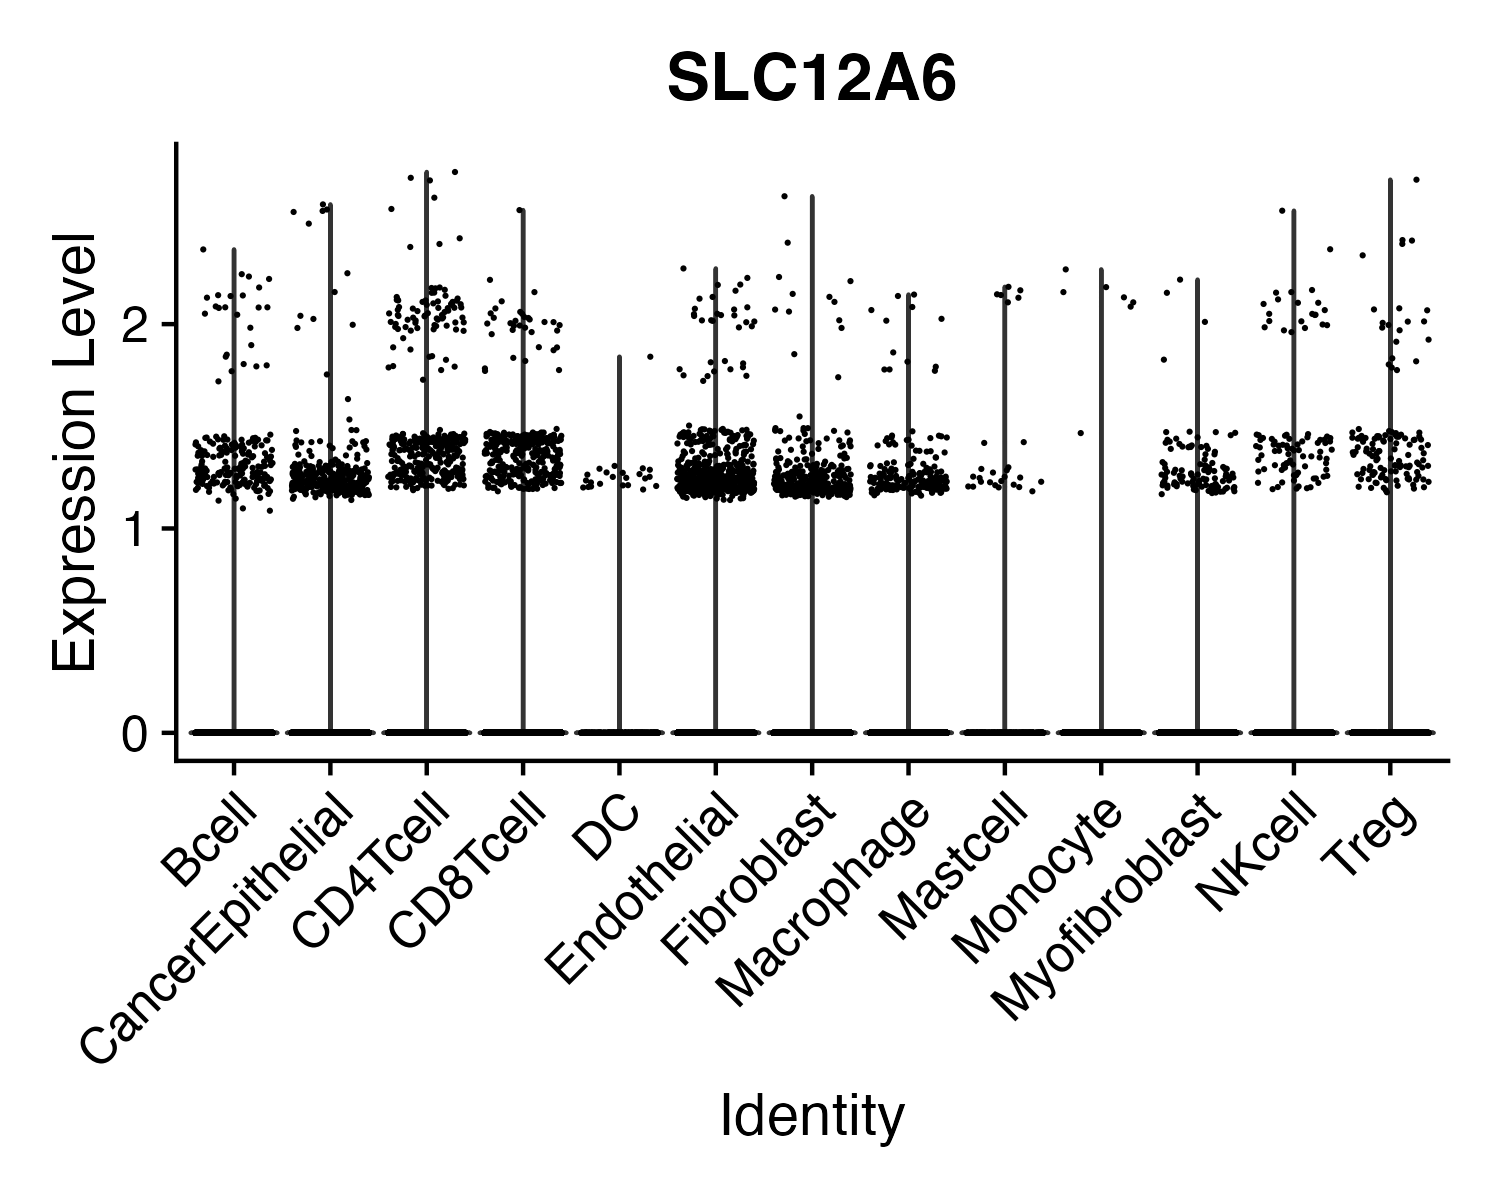 SLC12A6
Expression Level
2
1
0
Bcell
CancerEpithelial
CD4Tcell
CD8Tcell
DC
Endothelial
Fibroblast
Macrophage
Mastcell
Monocyte
Myofibroblast
NKcell
Treg
Identity